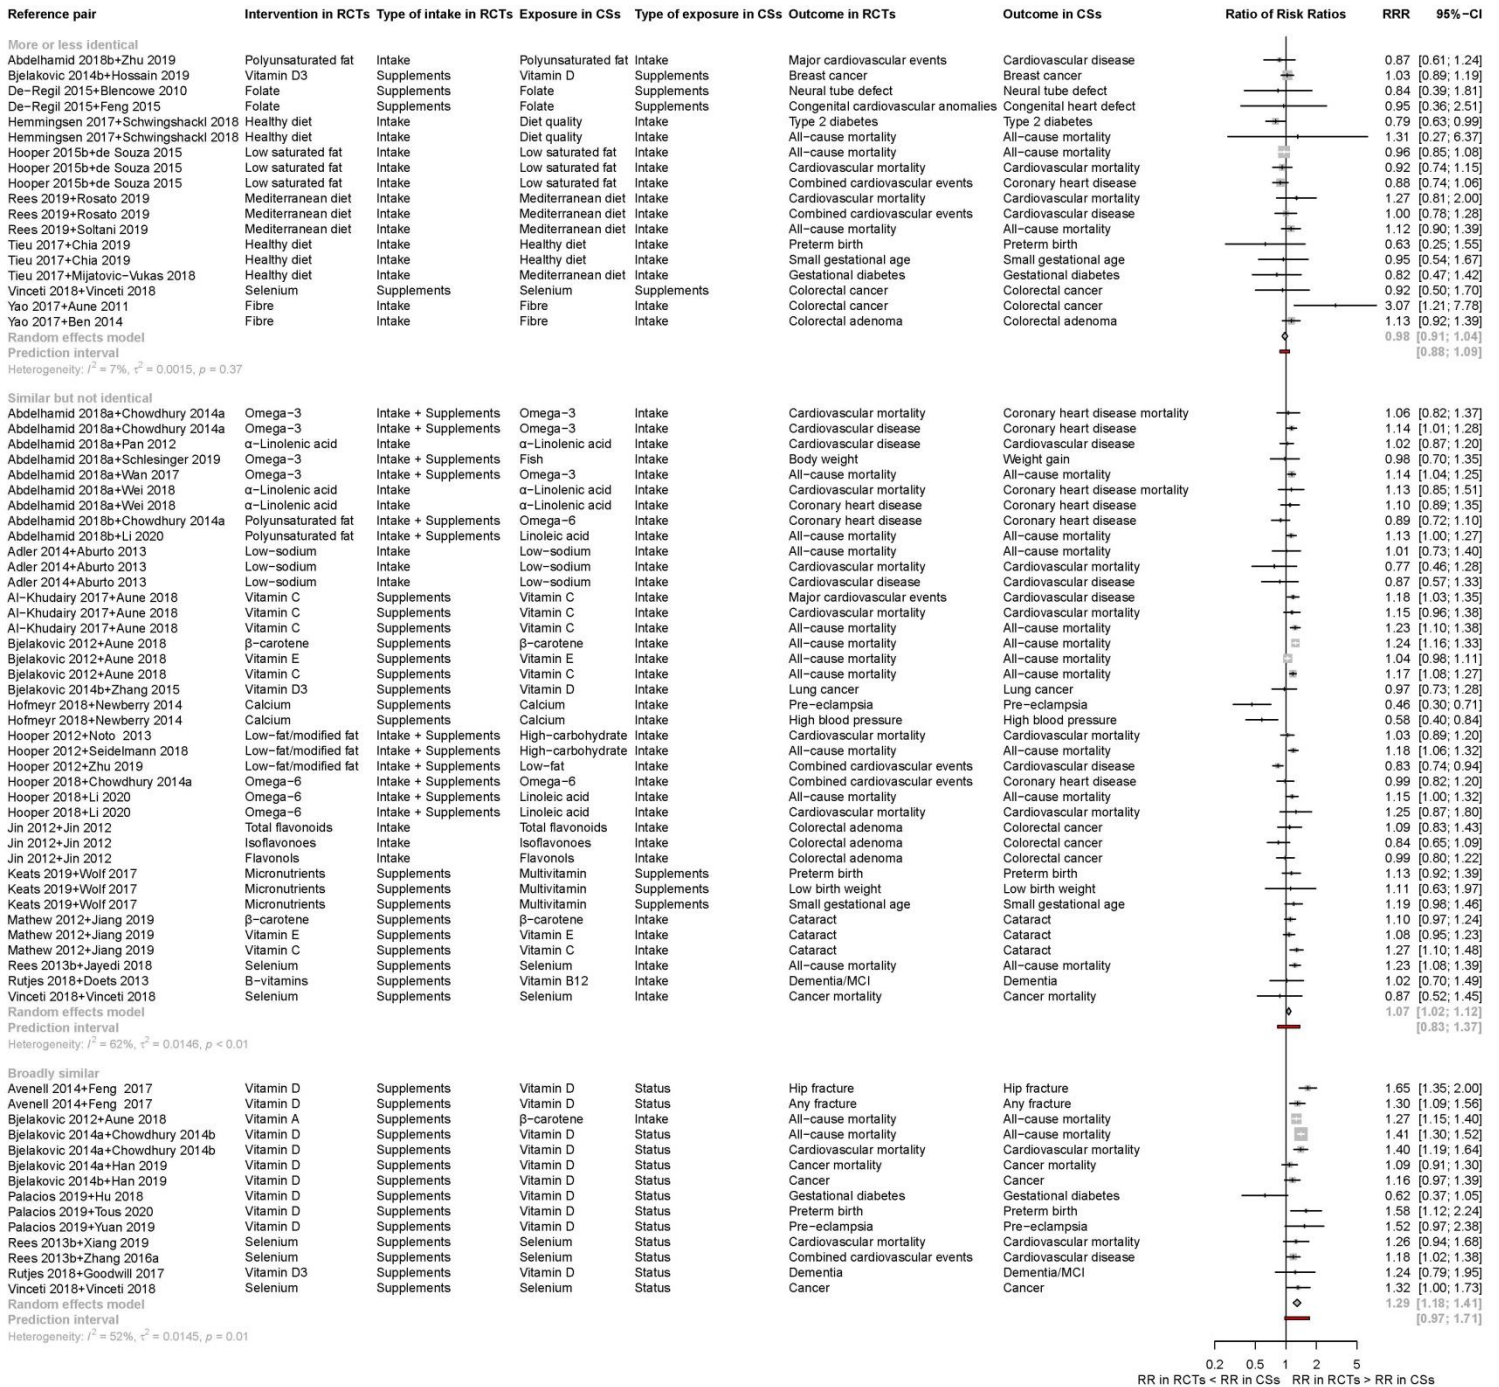 Reference pair Intervention in RCTs Type of intake in RCTs Exposure in CSs Type of exposure in CSs Outcome in RCTs Outcome in CSs Ratio of Risk Ratios RRR 95%−CI
More or less identical
Abdelhamid 2018b+Zhu 2019 Polyunsaturated fat Intake Polyunsaturated fat Intake Major cardiovascular events Cardiovascular disease 0.87 [0.61; 1.24]
Bjelakovic 2014b+Hossain 2019 Vitamin D3 Supplements Vitamin D Supplements Breast cancer Breast cancer 1.03 [0.89; 1.19]
De−Regil 2015+Blencowe 2010 Folate Supplements Folate Supplements Neural tube defect Neural tube defect 0.84 [0.39; 1.81]
De−Regil 2015+Feng 2015 Folate Supplements Folate Supplements Congenital cardiovascular anomalies Congenital heart defect 0.95 [0.36; 2.51]
Hemmingsen 2017+Schwingshackl 2018 Healthy diet Intake Diet quality Intake Type 2 diabetes Type 2 diabetes 0.79 [0.63; 0.99]
Hemmingsen 2017+Schwingshackl 2018 Healthy diet Intake Diet quality Intake All−cause mortality All−cause mortality 1.31 [0.27; 6.37]
Hooper 2015b+de Souza 2015 Low saturated fat Intake Low saturated fat Intake All−cause mortality All−cause mortality 0.96 [0.85; 1.08]
Hooper 2015b+de Souza 2015 Low saturated fat Intake Low saturated fat Intake Cardiovascular mortality Cardiovascular mortality 0.92 [0.74; 1.15]
Hooper 2015b+de Souza 2015 Low saturated fat Intake Low saturated fat Intake Combined cardiovascular events Coronary heart disease 0.88 [0.74; 1.06]
Rees 2019+Rosato 2019 Mediterranean diet Intake Mediterranean diet Intake Cardiovascular mortality Cardiovascular mortality 1.27 [0.81; 2.00]
Rees 2019+Rosato 2019 Mediterranean diet Intake Mediterranean diet Intake Combined cardiovascular events Cardiovascular disease 1.00 [0.78; 1.28]
Rees 2019+Soltani 2019 Mediterranean diet Intake Mediterranean diet Intake All−cause mortality All−cause mortality 1.12 [0.90; 1.39]
Tieu 2017+Chia 2019 Healthy diet Intake Healthy diet Intake Preterm birth Preterm birth 0.63 [0.25; 1.55]
Tieu 2017+Chia 2019 Healthy diet Intake Healthy diet Intake Small gestational age Small gestational age 0.95 [0.54; 1.67]
Tieu 2017+Mijatovic−Vukas 2018 Healthy diet Intake Mediterranean diet Intake Gestational diabetes Gestational diabetes 0.82 [0.47; 1.42]
Vinceti 2018+Vinceti 2018 Selenium Supplements Selenium Supplements Colorectal cancer Colorectal cancer 0.92 [0.50; 1.70]
Yao 2017+Aune 2011 Fibre Intake Fibre Intake Colorectal cancer Colorectal cancer 3.07 [1.21; 7.78]
Yao 2017+Ben 2014 Fibre Intake Fibre Intake Colorectal adenoma Colorectal adenoma 1.13 [0.92; 1.39]
Random effects model 0.98 [0.91; 1.04]
Prediction interval [0.88; 1.09]
Heterogeneity: I² = 7%, τ² = 0.0015, p = 0.37
Similar but not identical
Abdelhamid 2018a+Chowdhury 2014a Omega−3 Intake + Supplements Omega−3 Intake Cardiovascular mortality Coronary heart disease mortality 1.06 [0.82; 1.37]
Abdelhamid 2018a+Chowdhury 2014a Omega−3 Intake + Supplements Omega−3 Intake Cardiovascular disease Coronary heart disease 1.14 [1.01; 1.28]
Abdelhamid 2018a+Pan 2012 α−Linolenic acid Intake α−Linolenic acid Intake Cardiovascular disease Cardiovascular disease 1.02 [0.87; 1.20]
Abdelhamid 2018a+Schlesinger 2019 Omega−3 Intake + Supplements Fish Intake Body weight Weight gain 0.98 [0.70; 1.35]
Abdelhamid 2018a+Wan 2017 Omega−3 Intake + Supplements Omega−3 Intake All−cause mortality All−cause mortality 1.14 [1.04; 1.25]
Abdelhamid 2018a+Wei 2018 α−Linolenic acid Intake α−Linolenic acid Intake Cardiovascular mortality Coronary heart disease mortality 1.13 [0.85; 1.51]
Abdelhamid 2018a+Wei 2018 α−Linolenic acid Intake α−Linolenic acid Intake Coronary heart disease Coronary heart disease 1.10 [0.89; 1.35]
Abdelhamid 2018b+Chowdhury 2014a Polyunsaturated fat Intake + Supplements Omega−6 Intake Coronary heart disease Coronary heart disease 0.89 [0.72; 1.10]
Abdelhamid 2018b+Li 2020 Polyunsaturated fat Intake + Supplements Linoleic acid Intake All−cause mortality All−cause mortality 1.13 [1.00; 1.27]
Adler 2014+Aburto 2013 Low−sodium Intake Low−sodium Intake All−cause mortality All−cause mortality 1.01 [0.73; 1.40]
Adler 2014+Aburto 2013 Low−sodium Intake Low−sodium Intake Cardiovascular mortality Cardiovascular mortality 0.77 [0.46; 1.28]
Adler 2014+Aburto 2013 Low−sodium Intake Low−sodium Intake Cardiovascular disease Cardiovascular disease 0.87 [0.57; 1.33]
Al−Khudairy 2017+Aune 2018 Vitamin C Supplements Vitamin C Intake Major cardiovascular events Cardiovascular disease 1.18 [1.03; 1.35]
Al−Khudairy 2017+Aune 2018 Vitamin C Supplements Vitamin C Intake Cardiovascular mortality Cardiovascular mortality 1.15 [0.96; 1.38]
Al−Khudairy 2017+Aune 2018 Vitamin C Supplements Vitamin C Intake All−cause mortality All−cause mortality 1.23 [1.10; 1.38]
Bjelakovic 2012+Aune 2018 β−carotene Supplements β−carotene Intake All−cause mortality All−cause mortality 1.24 [1.16; 1.33]
Bjelakovic 2012+Aune 2018 Vitamin E Supplements Vitamin E Intake All−cause mortality All−cause mortality 1.04 [0.98; 1.11]
Bjelakovic 2012+Aune 2018 Vitamin C Supplements Vitamin C Intake All−cause mortality All−cause mortality 1.17 [1.08; 1.27]
Bjelakovic 2014b+Zhang 2015 Vitamin D3 Supplements Vitamin D Intake Lung cancer Lung cancer 0.97 [0.73; 1.28]
Hofmeyr 2018+Newberry 2014 Calcium Supplements Calcium Intake Pre−eclampsia Pre−eclampsia 0.46 [0.30; 0.71]
Hofmeyr 2018+Newberry 2014 Calcium Supplements Calcium Intake High blood pressure High blood pressure 0.58 [0.40; 0.84]
Hooper 2012+Noto 2013 Low−fat/modified fat Intake + Supplements High−carbohydrate Intake Cardiovascular mortality Cardiovascular mortality 1.03 [0.89; 1.20]
Hooper 2012+Seidelmann 2018 Low−fat/modified fat Intake + Supplements High−carbohydrate Intake All−cause mortality All−cause mortality 1.18 [1.06; 1.32]
Hooper 2012+Zhu 2019 Low−fat/modified fat Intake + Supplements Low−fat Intake Combined cardiovascular events Cardiovascular disease 0.83 [0.74; 0.94]
Hooper 2018+Chowdhury 2014a Omega−6 Intake + Supplements Omega−6 Intake Combined cardiovascular events Coronary heart disease 0.99 [0.82; 1.20]
Hooper 2018+Li 2020 Omega−6 Intake + Supplements Linoleic acid Intake All−cause mortality All−cause mortality 1.15 [1.00; 1.32]
Hooper 2018+Li 2020 Omega−6 Intake + Supplements Linoleic acid Intake Cardiovascular mortality Cardiovascular mortality 1.25 [0.87; 1.80]
Jin 2012+Jin 2012 Total flavonoids Intake Total flavonoids Intake Colorectal adenoma Colorectal cancer 1.09 [0.83; 1.43]
Jin 2012+Jin 2012 Isoflavonoes Intake Isoflavonoes Intake Colorectal adenoma Colorectal cancer 0.84 [0.65; 1.09]
Jin 2012+Jin 2012 Flavonols Intake Flavonols Intake Colorectal adenoma Colorectal cancer 0.99 [0.80; 1.22]
Keats 2019+Wolf 2017 Micronutrients Supplements Multivitamin Supplements Preterm birth Preterm birth 1.13 [0.92; 1.39]
Keats 2019+Wolf 2017 Micronutrients Supplements Multivitamin Supplements Low birth weight Low birth weight 1.11 [0.63; 1.97]
Keats 2019+Wolf 2017 Micronutrients Supplements Multivitamin Supplements Small gestational age Small gestational age 1.19 [0.98; 1.46]
Mathew 2012+Jiang 2019 β−carotene Supplements β−carotene Intake Cataract Cataract 1.10 [0.97; 1.24]
Mathew 2012+Jiang 2019 Vitamin E Supplements Vitamin E Intake Cataract Cataract 1.08 [0.95; 1.23]
Mathew 2012+Jiang 2019 Vitamin C Supplements Vitamin C Intake Cataract Cataract 1.27 [1.10; 1.48]
Rees 2013b+Jayedi 2018 Selenium Supplements Selenium Intake All−cause mortality All−cause mortality 1.23 [1.08; 1.39]
Rutjes 2018+Doets 2013 B−vitamins Supplements Vitamin B12 Intake Dementia/MCI Dementia 1.02 [0.70; 1.49]
Vinceti 2018+Vinceti 2018 Selenium Supplements Selenium Intake Cancer mortality Cancer mortality 0.87 [0.52; 1.45]
Random effects model 1.07 [1.02; 1.12]
Prediction interval [0.83; 1.37]
Heterogeneity: I² = 62%, τ² = 0.0146, p < 0.01
Broadly similar
Avenell 2014+Feng 2017 Vitamin D Supplements Vitamin D Status Hip fracture Hip fracture 1.65 [1.35; 2.00]
Avenell 2014+Feng 2017 Vitamin D Supplements Vitamin D Status Any fracture Any fracture 1.30 [1.09; 1.56]
Bjelakovic 2012+Aune 2018 Vitamin A Supplements β−carotene Intake All−cause mortality All−cause mortality 1.27 [1.15; 1.40]
Bjelakovic 2014a+Chowdhury 2014b Vitamin D Supplements Vitamin D Status All−cause mortality All−cause mortality 1.41 [1.30; 1.52]
Bjelakovic 2014a+Chowdhury 2014b Vitamin D Supplements Vitamin D Status Cardiovascular mortality Cardiovascular mortality 1.40 [1.19; 1.64]
Bjelakovic 2014a+Han 2019 Vitamin D Supplements Vitamin D Status Cancer mortality Cancer mortality 1.09 [0.91; 1.30]
Bjelakovic 2014b+Han 2019 Vitamin D Supplements Vitamin D Status Cancer Cancer 1.16 [0.97; 1.39]
Palacios 2019+Hu 2018 Vitamin D Supplements Vitamin D Status Gestational diabetes Gestational diabetes 0.62 [0.37; 1.05]
Palacios 2019+Tous 2020 Vitamin D Supplements Vitamin D Status Preterm birth Preterm birth 1.58 [1.12; 2.24]
Palacios 2019+Yuan 2019 Vitamin D Supplements Vitamin D Status Pre−eclampsia Pre−eclampsia 1.52 [0.97; 2.38]
Rees 2013b+Xiang 2019 Selenium Supplements Selenium Status Cardiovascular mortality Cardiovascular mortality 1.26 [0.94; 1.68]
Rees 2013b+Zhang 2016a Selenium Supplements Selenium Status Combined cardiovascular events Cardiovascular disease 1.18 [1.02; 1.38]
Rutjes 2018+Goodwill 2017 Vitamin D3 Supplements Vitamin D Status Dementia Dementia/MCI 1.24 [0.79; 1.95]
Vinceti 2018+Vinceti 2018 Selenium Supplements Selenium Status Cancer Cancer 1.32 [1.00; 1.73]
Random effects model 1.29 [1.18; 1.41]
Prediction interval [0.97; 1.71]
Heterogeneity: I² = 52%, τ² = 0.0145, p = 0.01
0.2 0.5 1 2 5
RR in RCTs < RR in CSs RR in RCTs > RR in CSs